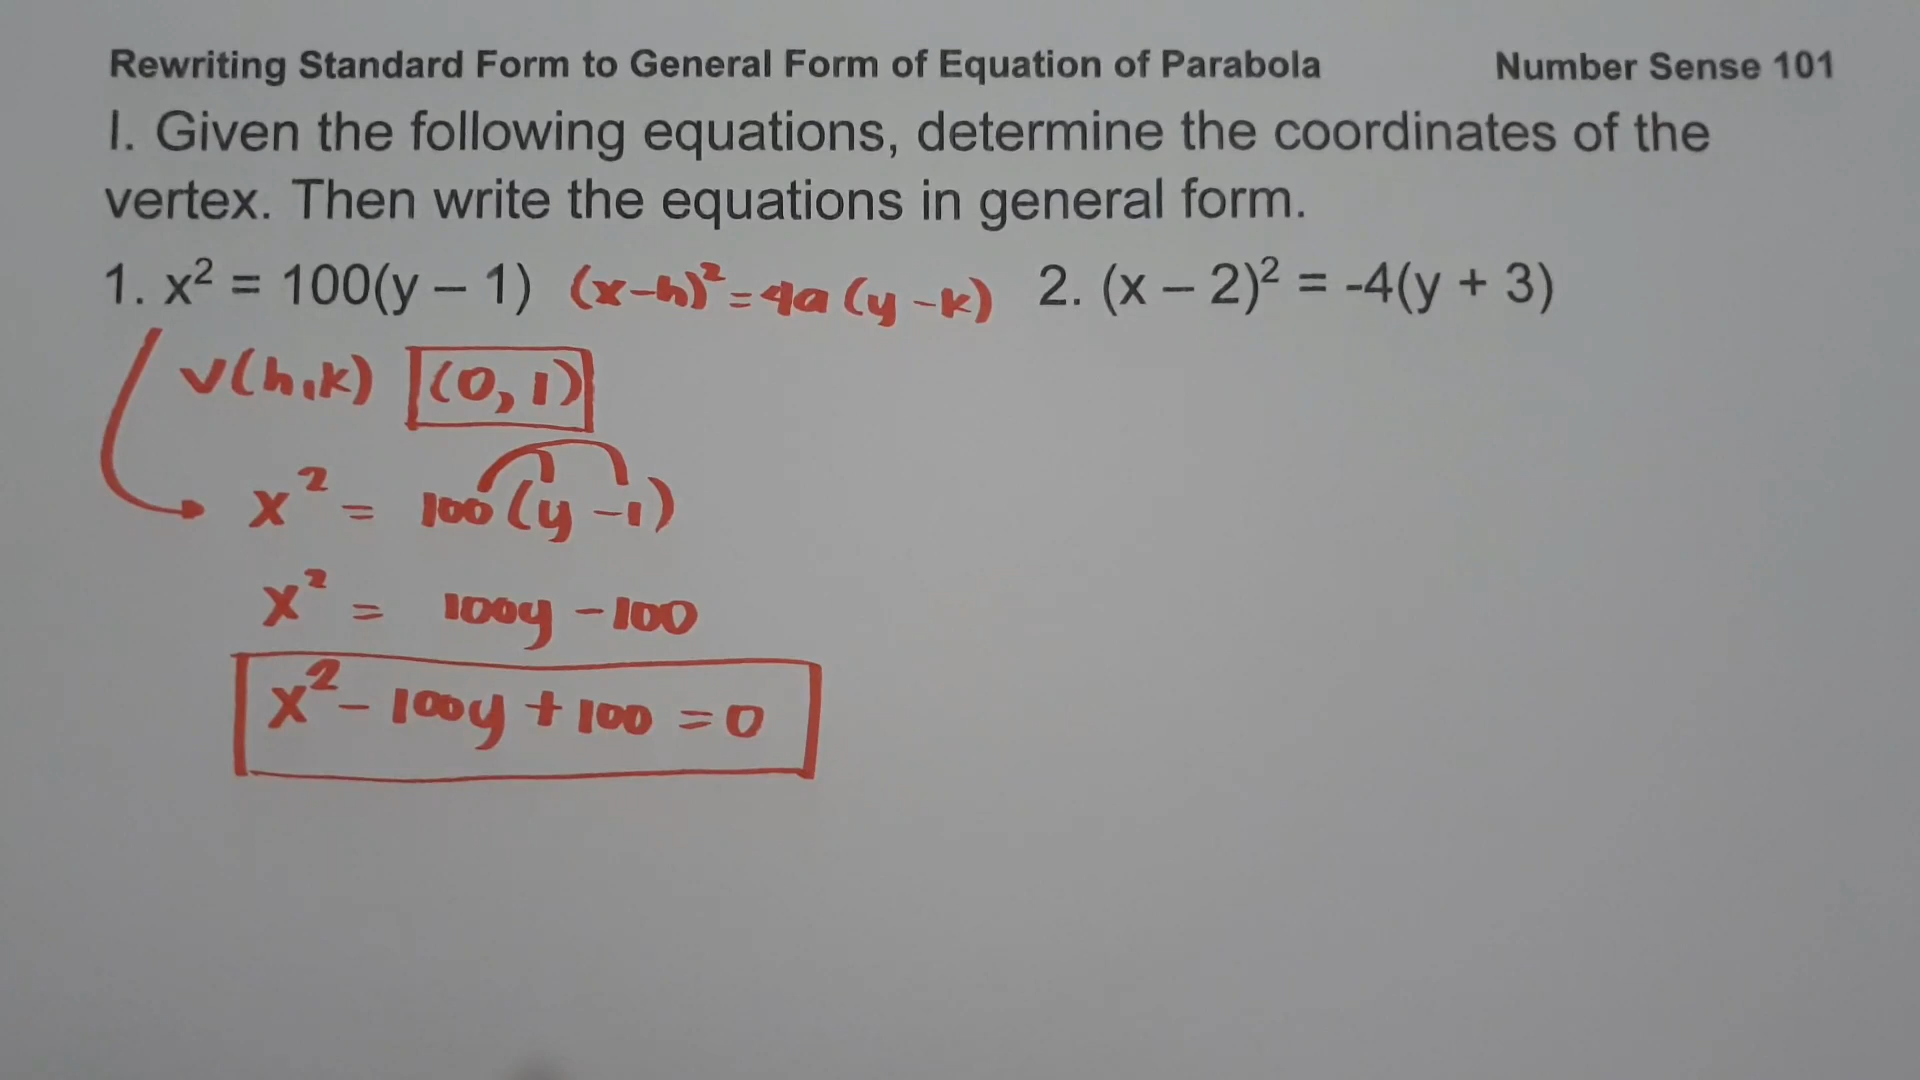 Rewriting Standard Form to General Form of Equation of Parabola Number Sense 101
I. Given the following equations, determine the coordinates of the
vertex. Then write the equations in general form.
1. x² = 100(y – 1) (x-h)² = 4a (y -k) 2. (x – 2)² = -4(y + 3)
V(h,k) (0, 1)
x² = 100 (y -1)
x² = 100y - 100
x² - 100y + 100 = 0